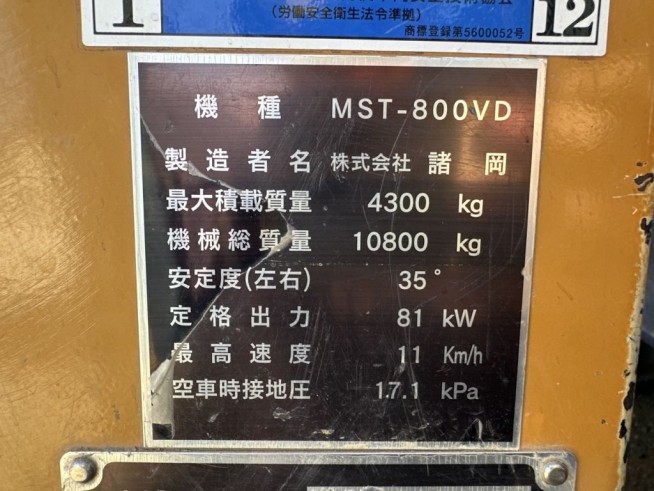 1
12
(労働安全衛生法令準拠)
商標登録第5600052号
機種 MST-800VD
製造者名 株式会社 諸岡
最大積載質量 4300 kg
機械総質量 10800 kg
安定度(左右) 35°
定格出力 81 kW
最高速度 11 Km/h
空車時接地圧 17.1 kPa